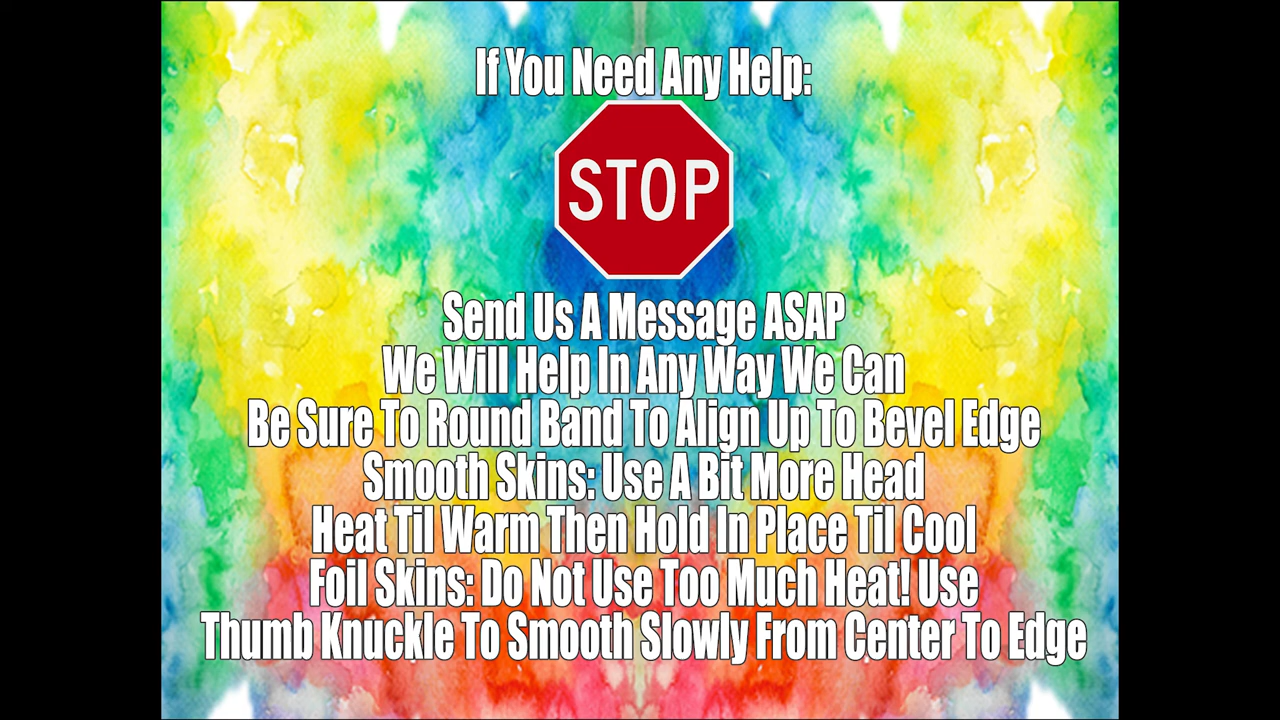 If You Need Any Help:
STOP
Send Us A Message ASAP
We Will Help In Any Way We Can
Be Sure To Round Band To Align Up To Bevel Edge
Smooth Skins: Use A Bit More Head
Heat Til Warm Then Hold In Place Til Cool
Foil Skins: Do Not Use Too Much Heat! Use
Thumb Knuckle To Smooth Slowly From Center To Edge